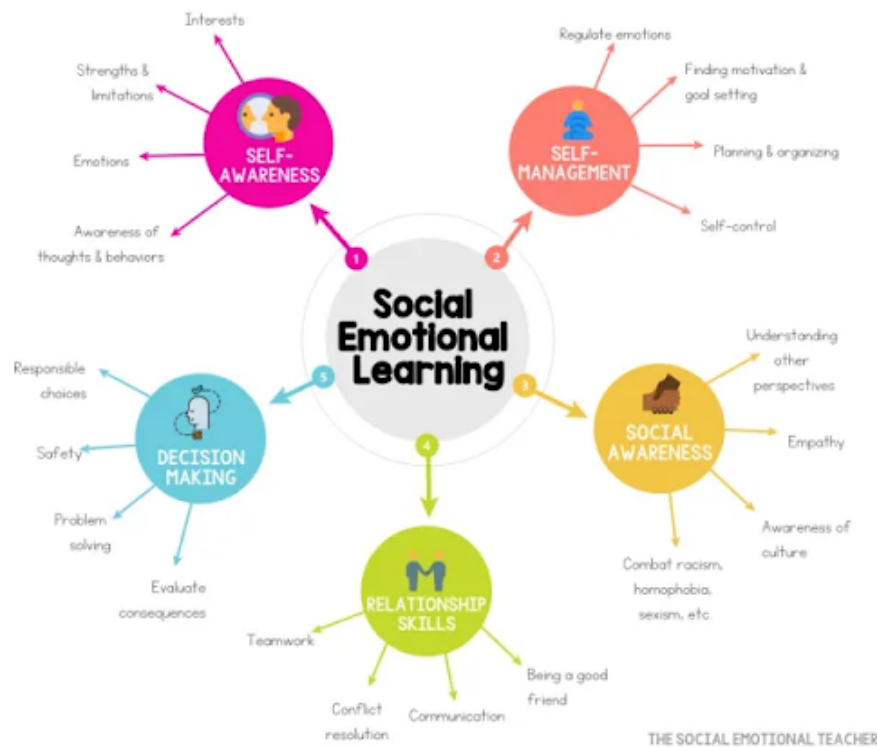 Social
Emotional
Learning
1
SELF-
AWARENESS
Interests
Strengths &
limitations
Emotions
Awareness of
thoughts & behaviors
2
SELF-
MANAGEMENT
Regulate emotions
Finding motivation &
goal setting
Planning & organizing
Self-control
3
SOCIAL
AWARENESS
Understanding
other
perspectives
Empathy
Awareness of
culture
Combat racism,
homophobia,
sexism, etc.
4
RELATIONSHIP
SKILLS
Teamwork
Conflict
resolution
Communication
Being a good
friend
5
DECISION
MAKING
Responsible
choices
Safety
Problem
solving
Evaluate
consequences
THE SOCIAL EMOTIONAL TEACHER